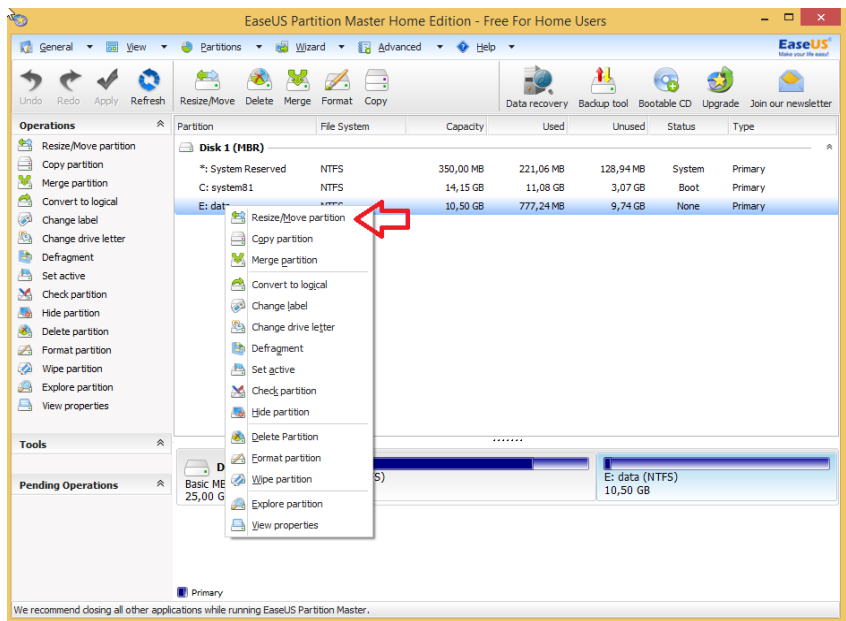 EaseUS Partition Master Home Edition - Free For Home Users
General View Partitions Wizard Advanced Help
EaseUS
Make your life easy!
Undo Redo Apply Refresh Resize/Move Delete Merge Format Copy Data recovery Backup tool Bootable CD Upgrade Join our newsletter
Operations
Resize/Move partition
Copy partition
Merge partition
Convert to logical
Change label
Change drive letter
Defragment
Set active
Check partition
Hide partition
Delete partition
Format partition
Wipe partition
Explore partition
View properties
Tools
Pending Operations
Partition File System Capacity Used Unused Status Type
Disk 1 (MBR)
*: System Reserved NTFS 350,00 MB 221,06 MB 128,94 MB System Primary
C: system81 NTFS 14,15 GB 11,08 GB 3,07 GB Boot Primary
E: data NTFS 10,50 GB 777,24 MB 9,74 GB None Primary
Resize/Move partition
Copy partition
Merge partition
Convert to logical
Change label
Change drive letter
Defragment
Set active
Check partition
Hide partition
Delete Partition
Format partition
Wipe partition
Explore partition
View properties
D
Basic MB
25,00 G
S)
E: data (NTFS)
10,50 GB
Primary
We recommend closing all other applications while running EaseUS Partition Master.